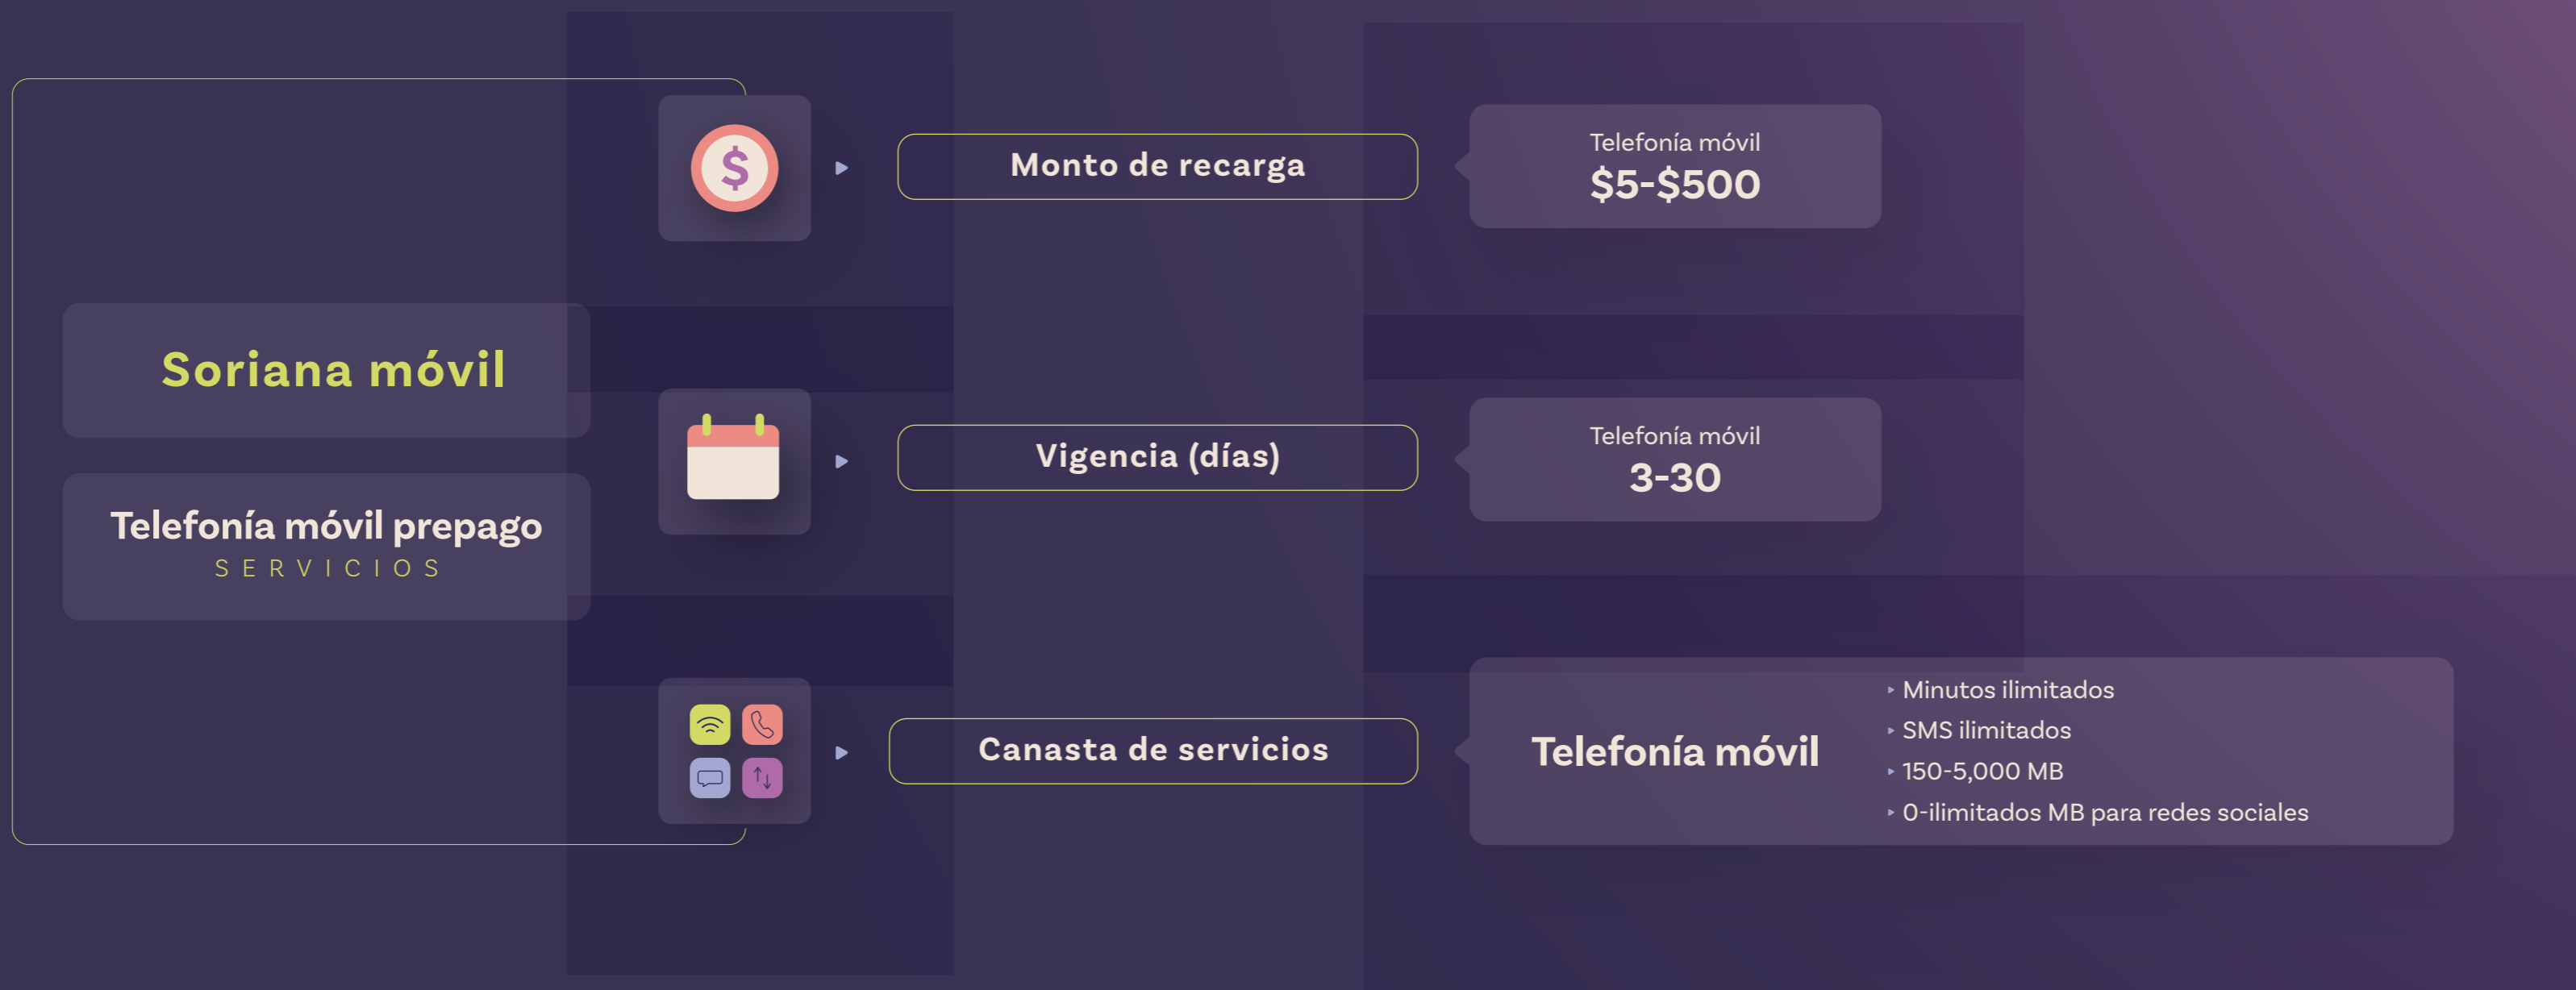 Soriana móvil
Telefonía móvil prepago
SERVICIOS
$
Monto de recarga
Telefonía móvil
$5-$500
Vigencia (días)
Telefonía móvil
3-30
Canasta de servicios
Telefonía móvil
Minutos ilimitados
SMS ilimitados
150-5,000 MB
0-ilimitados MB para redes sociales